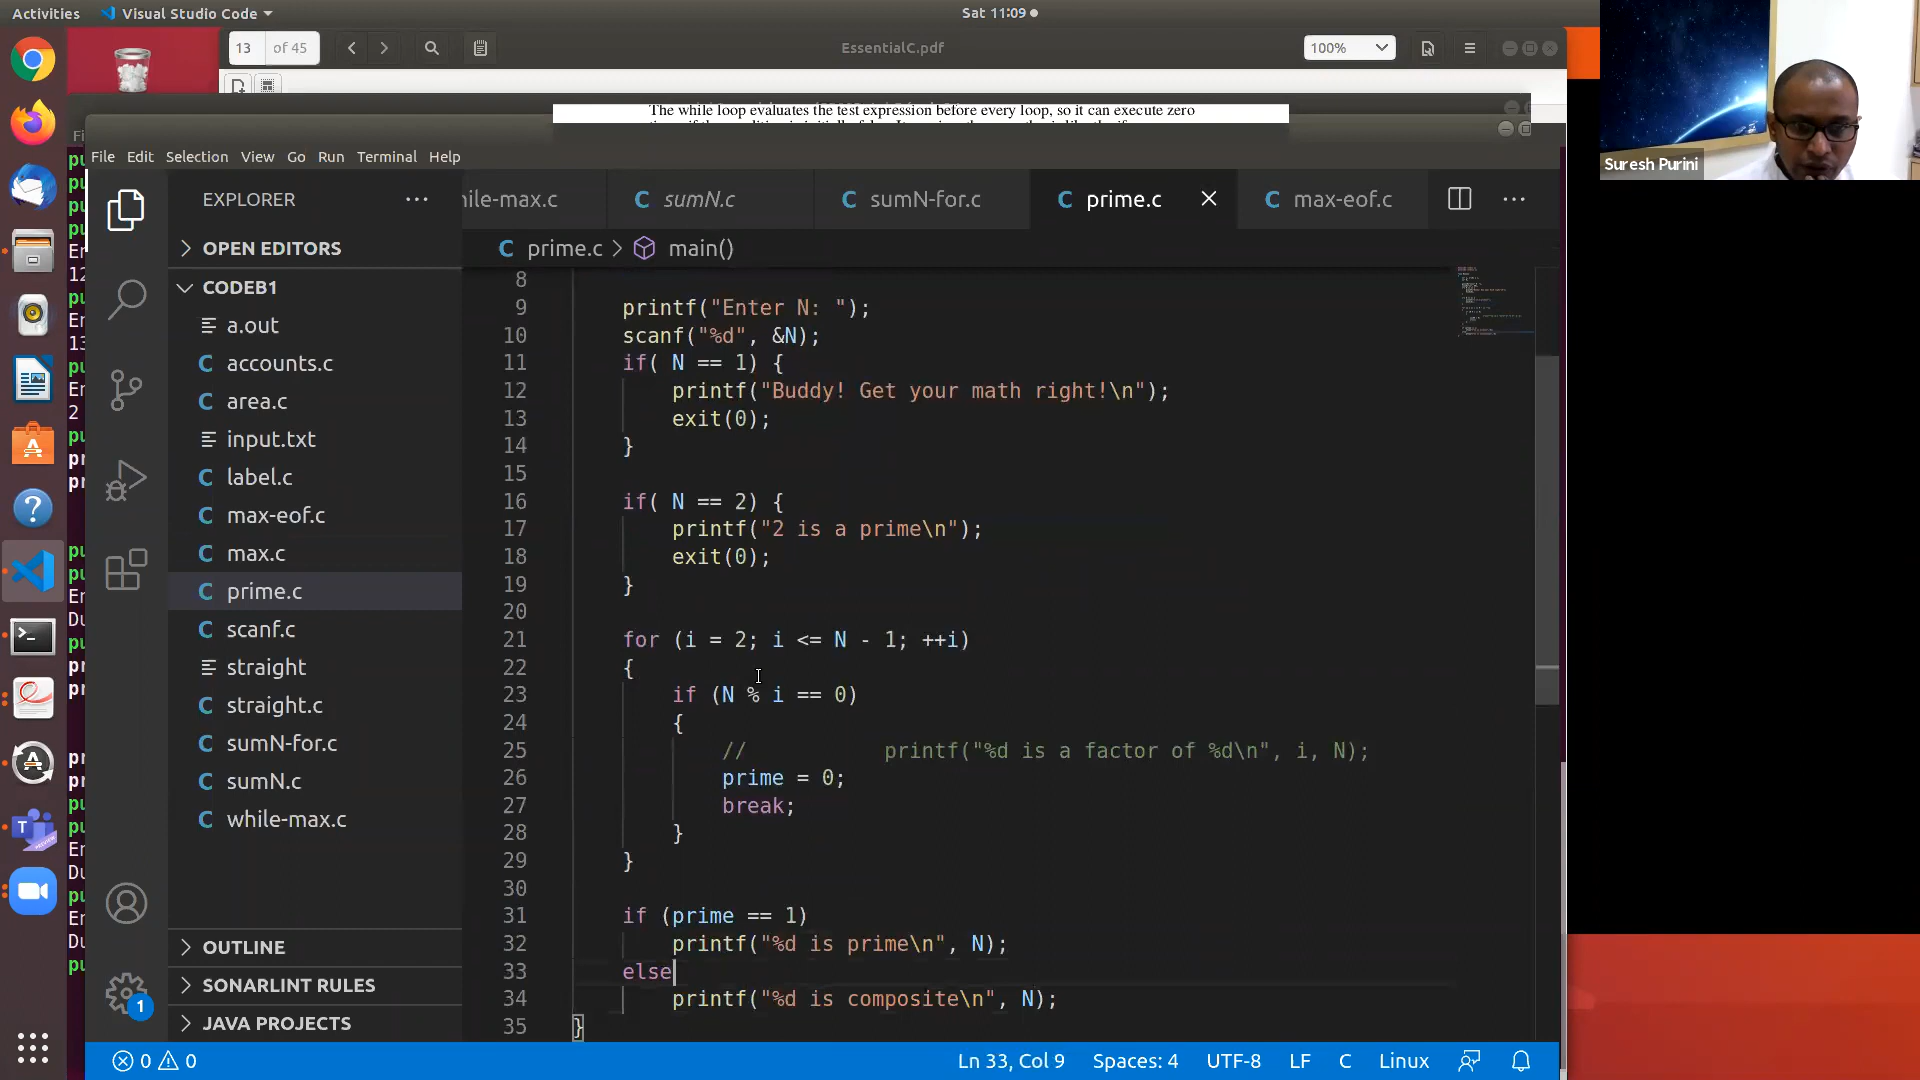 Activities
Visual Studio Code
Sat 11:09
13 of 45
EssentialC.pdf
100%
The while loop evaluates the test expression before every loop, so it can execute zero
Suresh Purini
File Edit Selection View Go Run Terminal Help
EXPLORER
hile-max.c
sumN.c
sumN-for.c
prime.c
max-eof.c
OPEN EDITORS
prime.c > main()
CODEB1
a.out
accounts.c
area.c
input.txt
label.c
max-eof.c
max.c
prime.c
scanf.c
straight
straight.c
sumN-for.c
sumN.c
while-max.c
OUTLINE
SONARLINT RULES
JAVA PROJECTS
1
8
9 printf("Enter N: ");
10 scanf("%d", &N);
11 if( N == 1) {
12 printf("Buddy! Get your math right!\n");
13 exit(0);
14 }
15
16 if( N == 2) {
17 printf("2 is a prime\n");
18 exit(0);
19 }
20
21 for (i = 2; i <= N - 1; ++i)
22 {
23 if (N % i == 0)
24 {
25 // printf("%d is a factor of %d\n", i, N);
26 prime = 0;
27 break;
28 }
29 }
30
31 if (prime == 1)
32 printf("%d is prime\n", N);
33 else
34 printf("%d is composite\n", N);
35 }
0 0
Ln 33, Col 9 Spaces: 4 UTF-8 LF C Linux